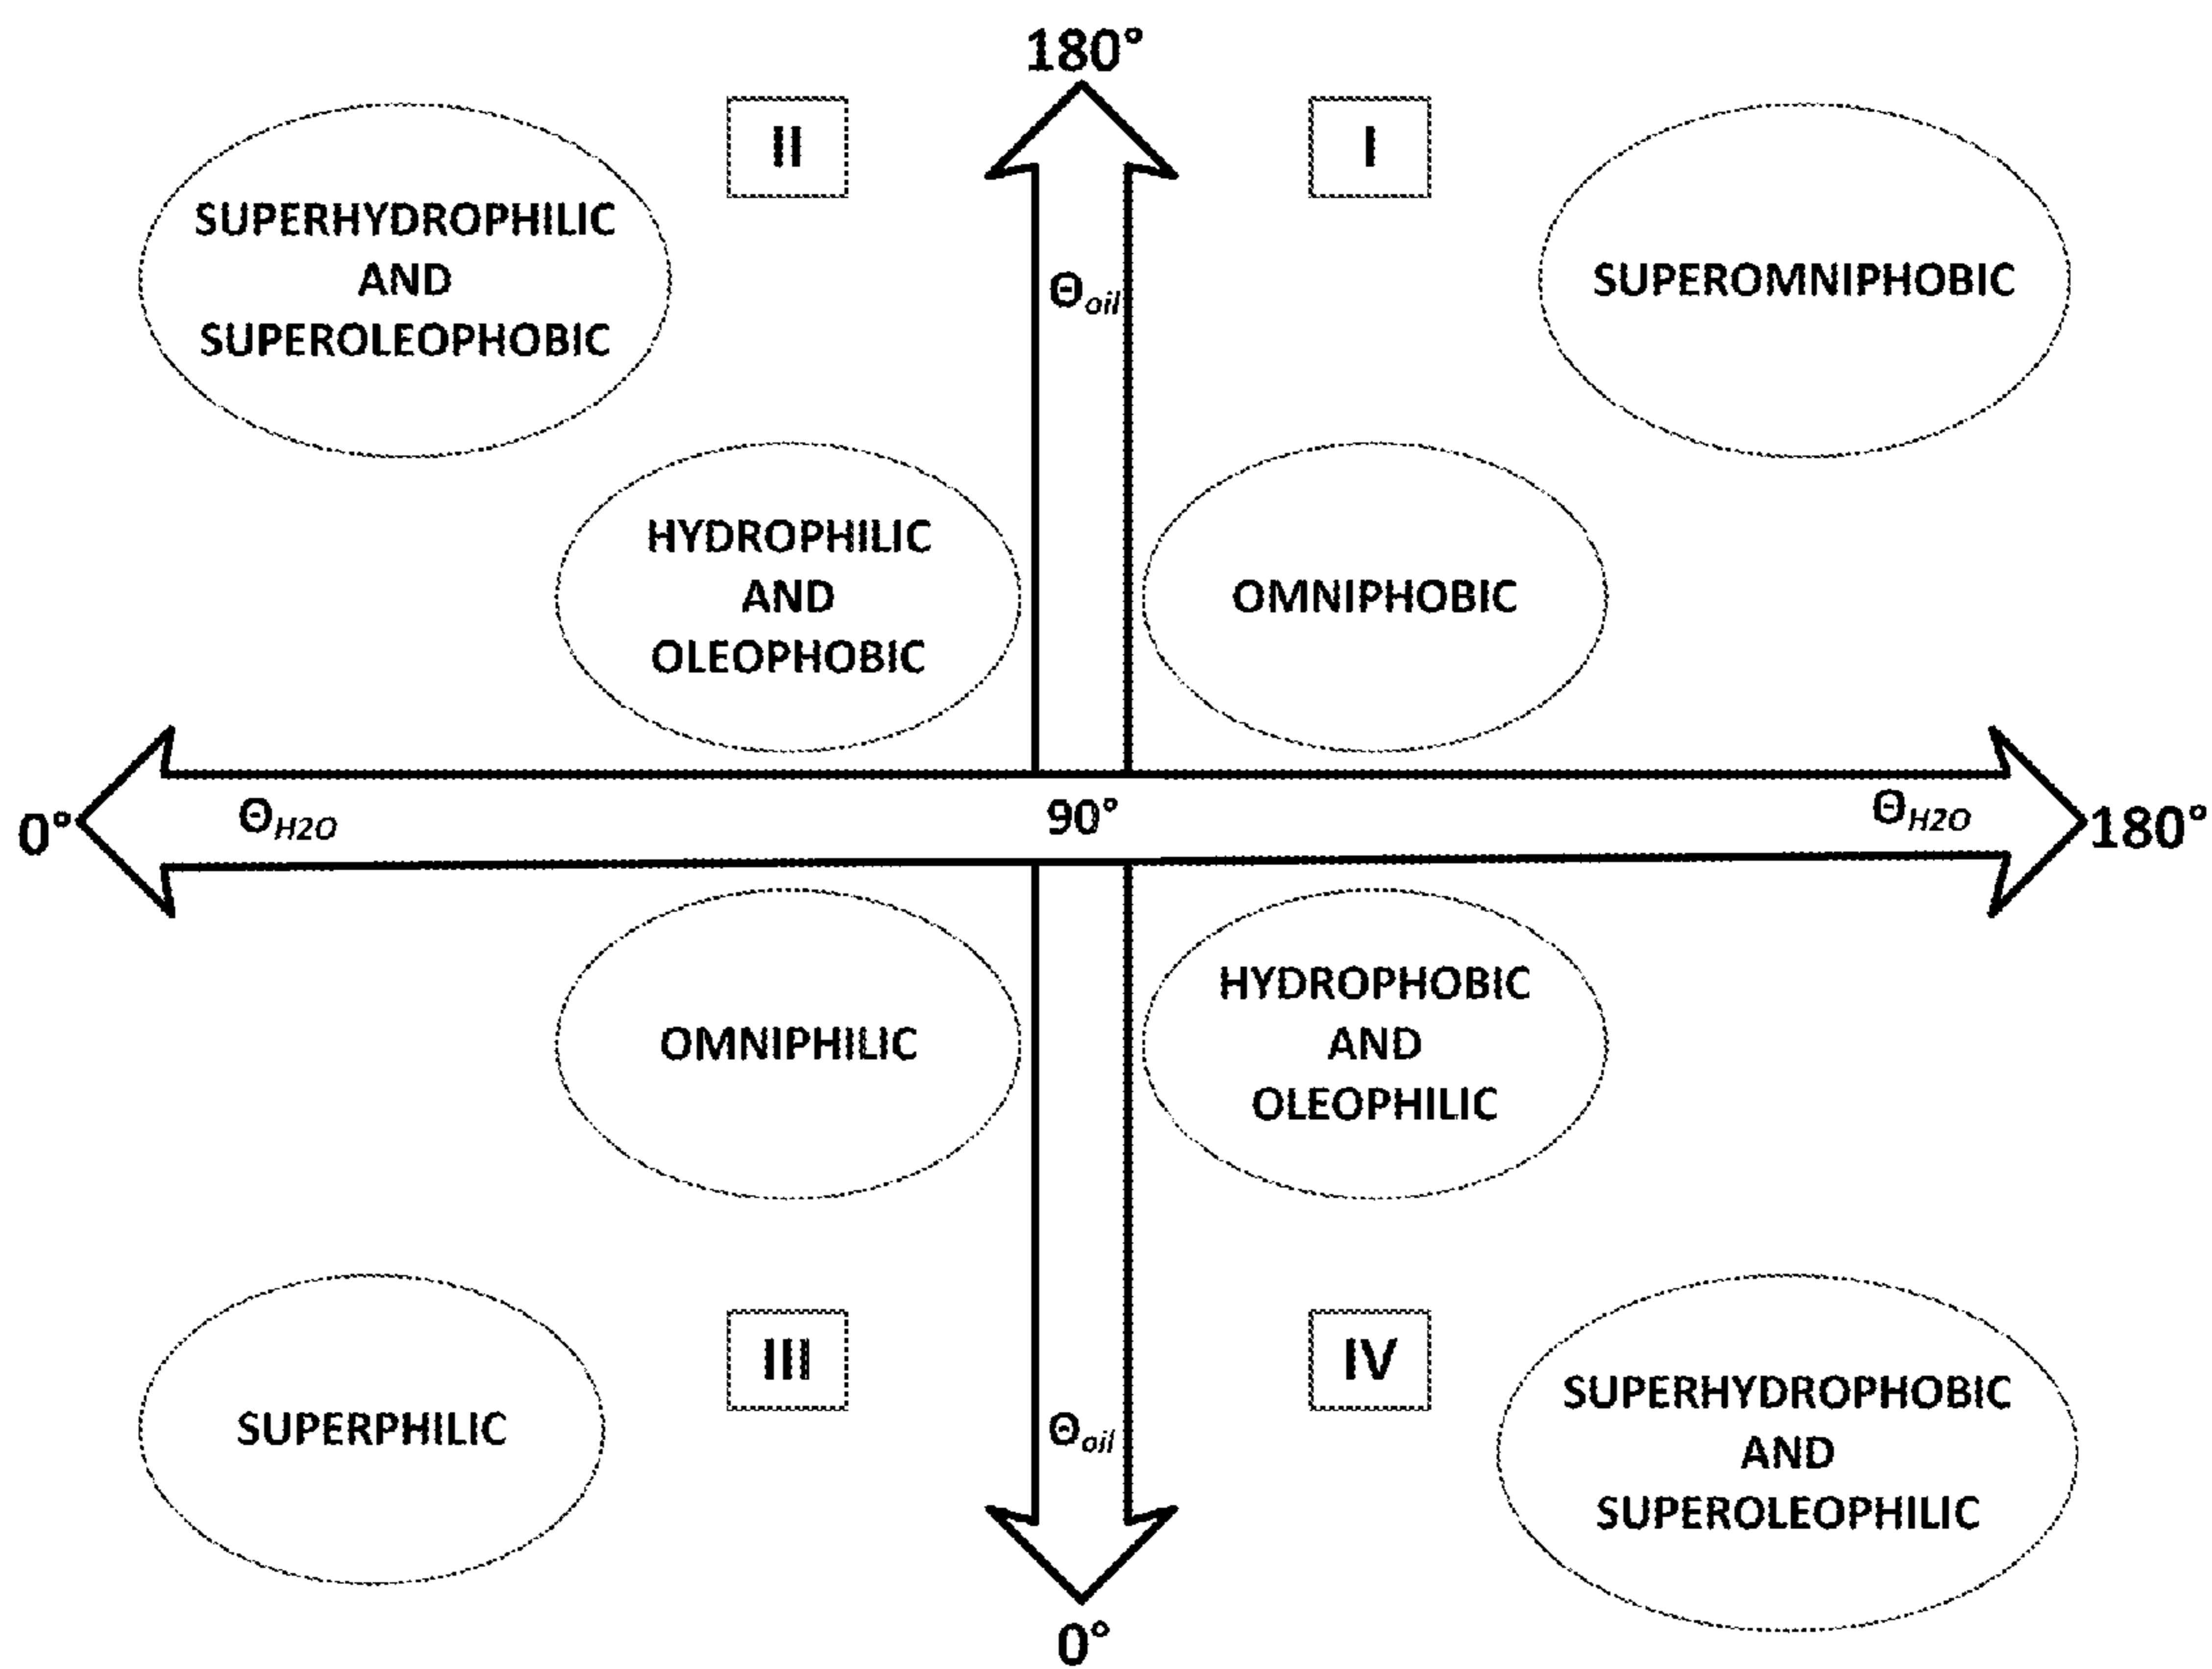 180°
II
I
SUPERHYDROPHILIC
AND
SUPEROLEOPHOBIC
SUPEROMNIPHOBIC
Θoil
HYDROPHILIC
AND
OLEOPHOBIC
OMNIPHOBIC
0°
ΘH2O
90°
ΘH2O
180°
OMNIPHILIC
HYDROPHOBIC
AND
OLEOPHILIC
III
IV
SUPERPHILIC
Θoil
SUPERHYDROPHOBIC
AND
SUPEROLEOPHILIC
0°